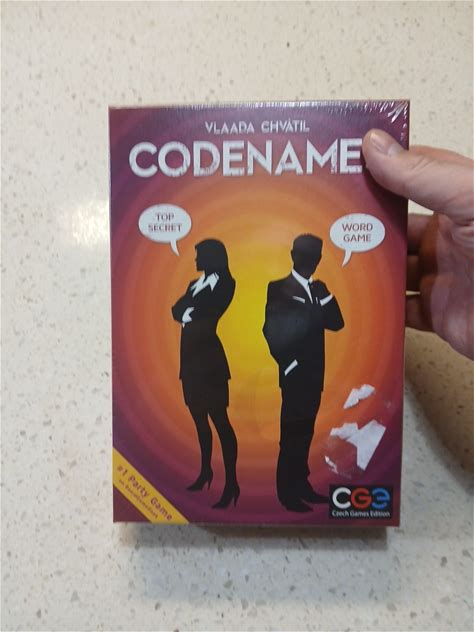 VLAADA CHVÁTIL
CODENAME
TOP
SECRET
WORD
GAME
#1 Party Game
CGE
Czech Games Edition